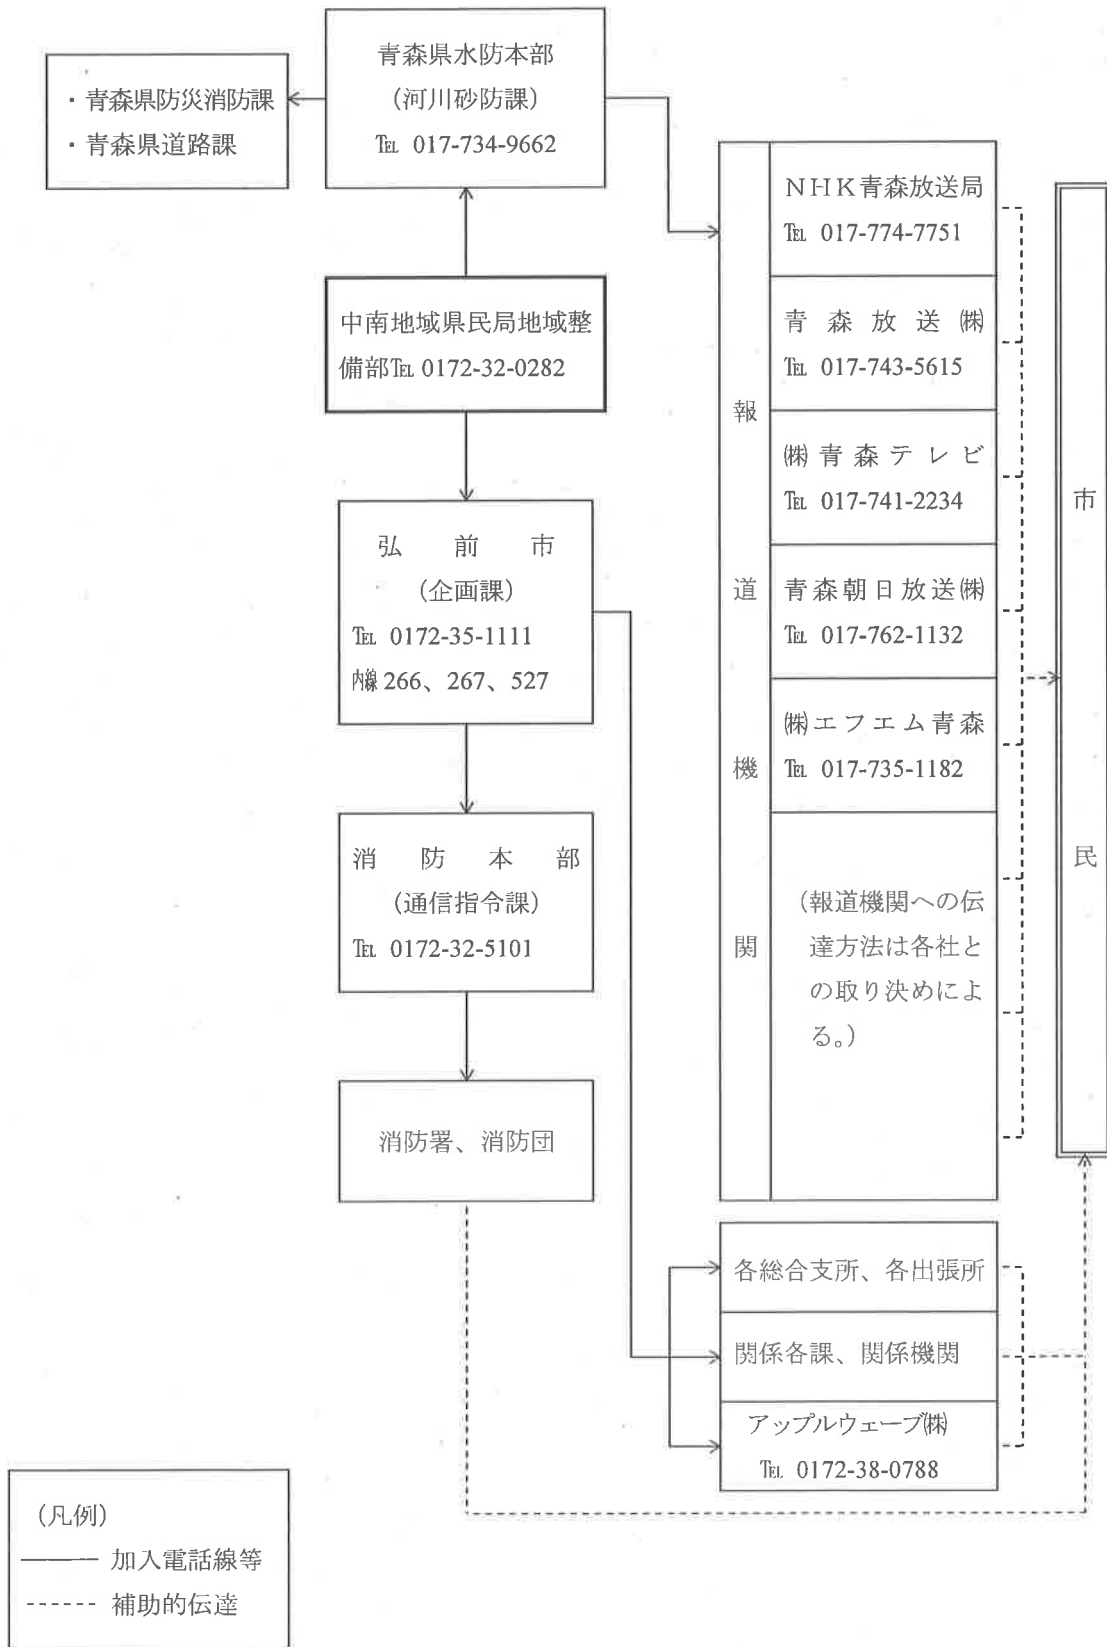 青森県水防本部
(河川砂防課)
℡ 017-734-9662
・青森県防災消防課
・青森県道路課
中南地域県民局地域整
備部℡ 0172-32-0282
弘前市
(企画課)
℡ 0172-35-1111
内線 266、267、527
消防本部
(通信指令課)
℡ 0172-32-5101
消防署、消防団
報道機関
NHK青森放送局
℡ 017-774-7751
青森放送㈱
℡ 017-743-5615
㈱青森テレビ
℡ 017-741-2234
青森朝日放送㈱
℡ 017-762-1132
㈱エフエム青森
℡ 017-735-1182
(報道機関への伝
達方法は各社と
の取り決めによ
る。)
市民
各総合支所、各出張所
関係各課、関係機関
アップルウェーブ㈱
℡ 0172-38-0788
(凡例)
加入電話線等
補助的伝達